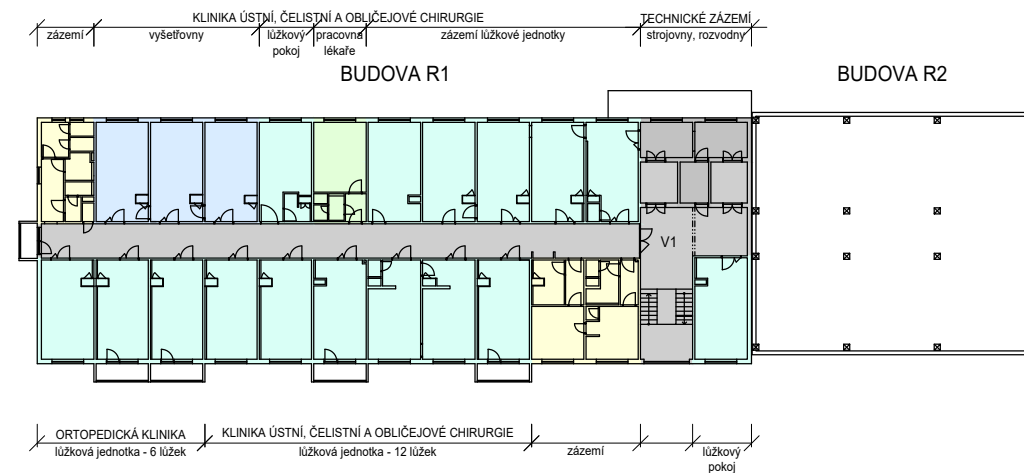 KLINIKA ÚSTNÍ, ČELISTNÍ A OBLIČEJOVÉ CHIRURGIE
TECHNICKÉ ZÁZEMÍ
zázemí
vyšetřovny
lůžkový
pokoj
pracovna
lékaře
zázemí lůžkové jednotky
strojovny, rozvodny
BUDOVA R1
BUDOVA R2
V1
ORTOPEDICKÁ KLINIKA
KLINIKA ÚSTNÍ, ČELISTNÍ A OBLIČEJOVÉ CHIRURGIE
lůžková jednotka - 6 lůžek
lůžková jednotka - 12 lůžek
zázemí
lůžkový
pokoj